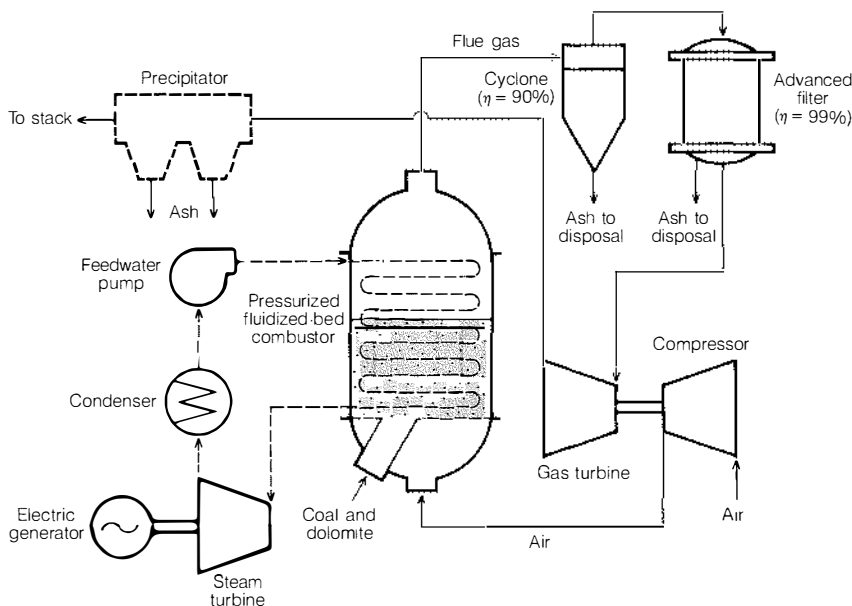 Flue gas
Precipitator
Cyclone
(η = 90%)
Advanced
filter
(η = 99%)
To stack
Ash
Ash to
disposal
Ash to
disposal
Feedwater
pump
Pressurized
fluidized-bed
combustor
Compressor
Condenser
Gas turbine
Electric
generator
Coal and
dolomite
Air
Air
Steam
turbine